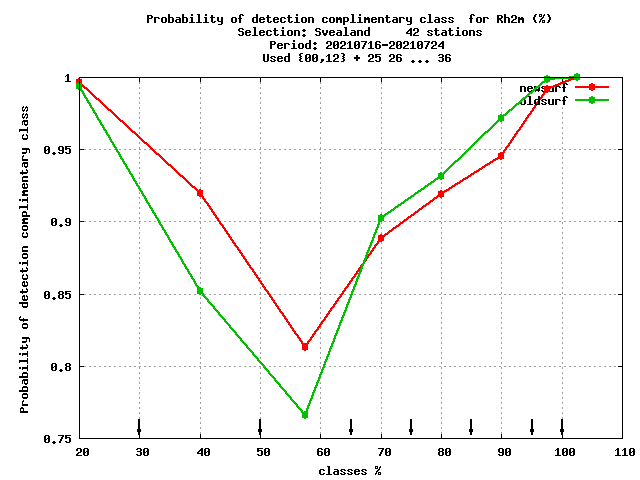 Probability of detection complimentary class  for Rh2m (%)
Selection: Svealand     42 stations
Period: 20210716-20210724
Used {00,12} + 25 26 ... 36
newsurf
oldsurf
Probability of detection complimentary class
1
0.95
0.9
0.85
0.8
0.75
20 30 40 50 60 70 80 90 100 110
classes %